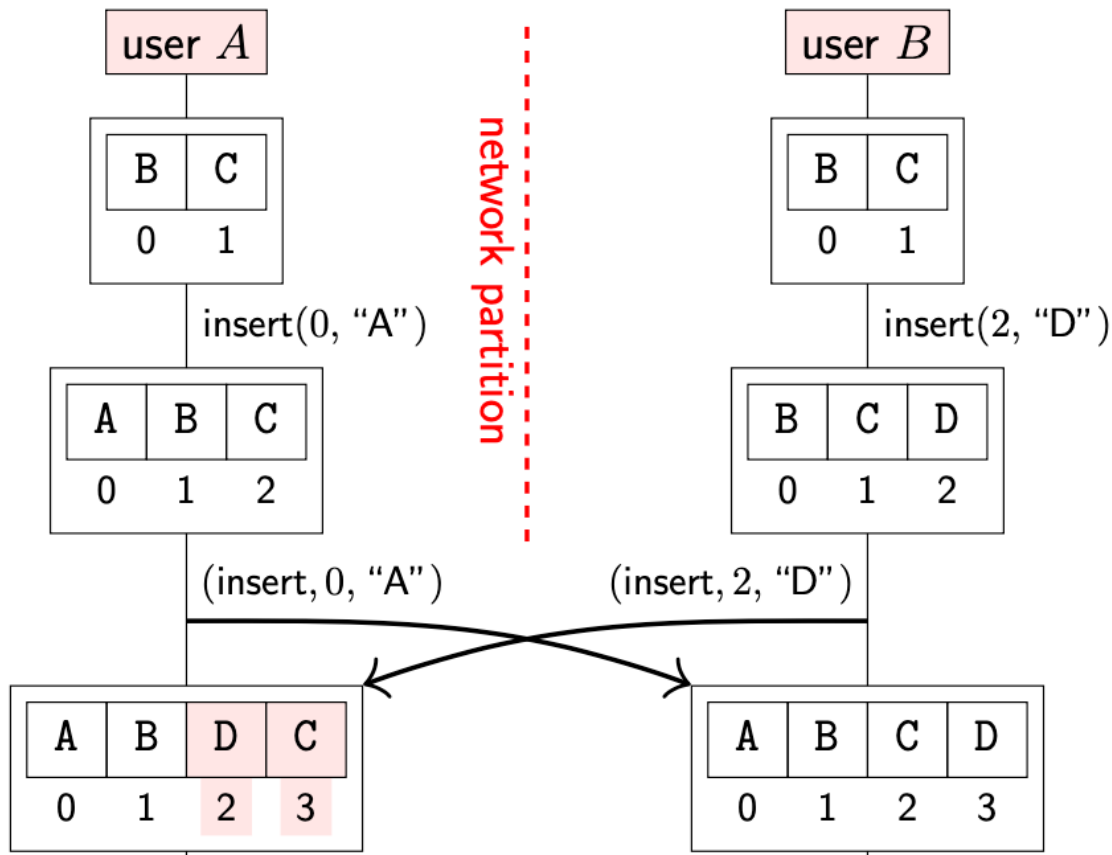 user A
user B
network partition
B C
0 1
B C
0 1
insert(0, “A”)
insert(2, “D”)
A B C
0 1 2
B C D
0 1 2
(insert, 0, “A”)
(insert, 2, “D”)
A B D C
0 1 2 3
A B C D
0 1 2 3